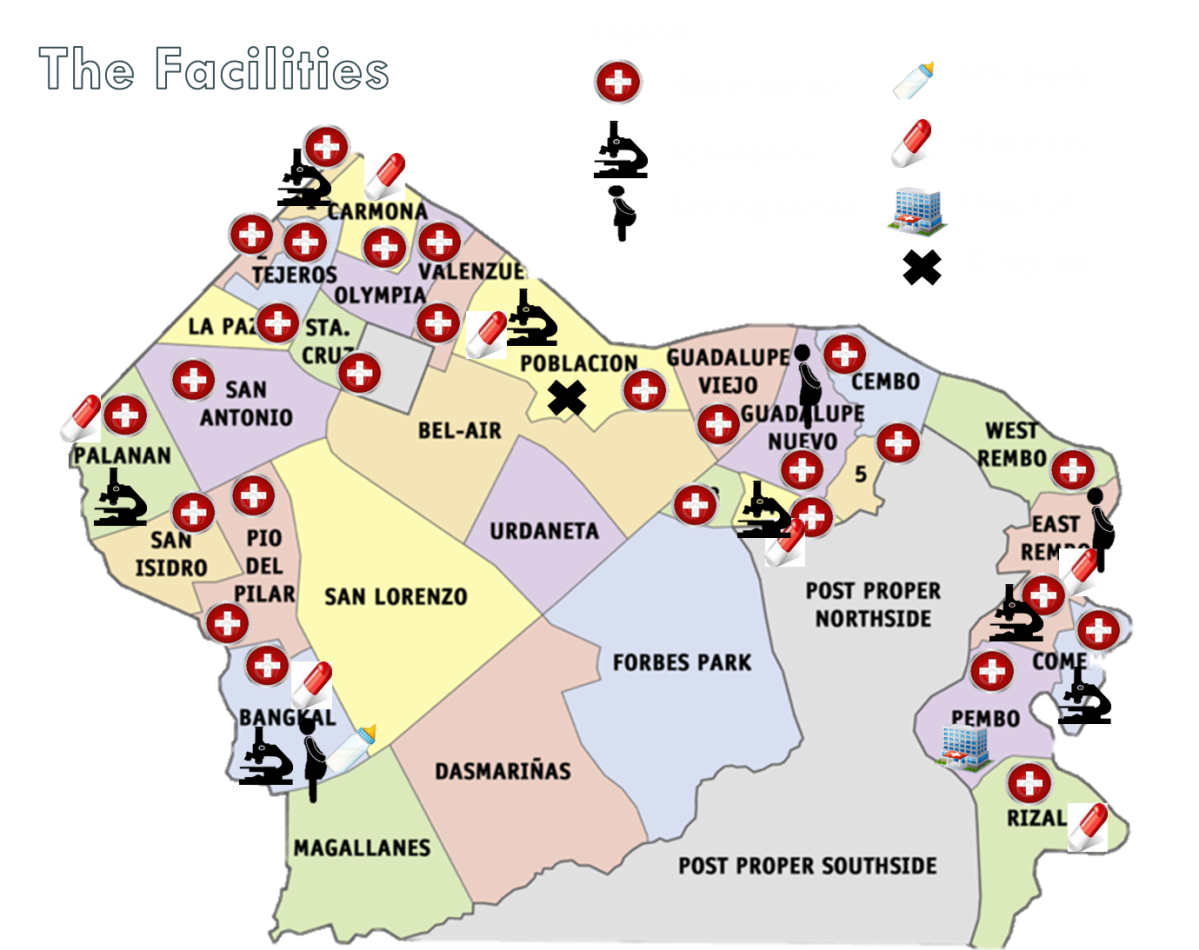 The Facilities
CARMONA
2
TEJEROS
VALENZUE
OLYMPIA
LA PAZ
STA.
CRUZ
POBLACION
GUADALUPE
VIEJO
CEMBO
SAN
ANTONIO
BEL-AIR
GUADALUPE
NUEVO
WEST
REMBO
PALANAN
5
EAST
REMBO
URDANETA
SAN
ISIDRO
PIO
DEL
PILAR
SAN LORENZO
POST PROPER
NORTHSIDE
FORBES PARK
COME
PEMBO
BANGKAL
DASMARIÑAS
RIZAL
MAGALLANES
POST PROPER SOUTHSIDE